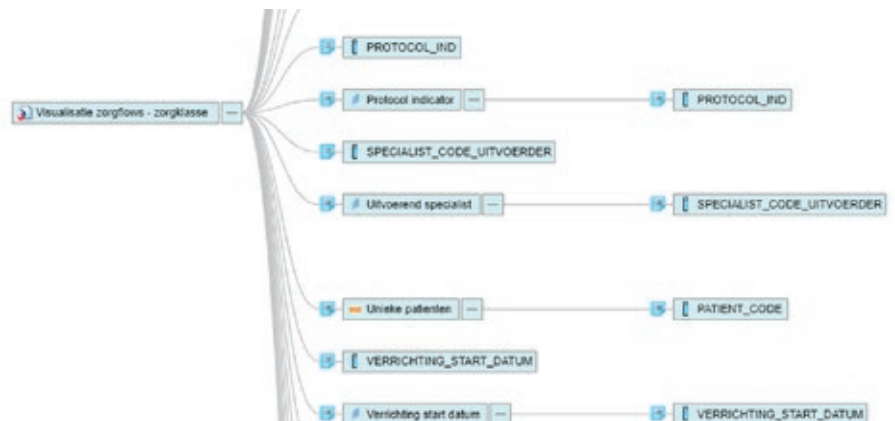 PROTOCOL_IND
Protocol indicator
PROTOCOL_IND
Visualisatie zorgflows - zorgklasse
SPECIALIST_CODE_UITVOERDER
Uitvoerend specialist
SPECIALIST_CODE_UITVOERDER
Unieke patienten
PATIENT_CODE
VERRICHTING_START_DATUM
Verrichting start datum
VERRICHTING_START_DATUM